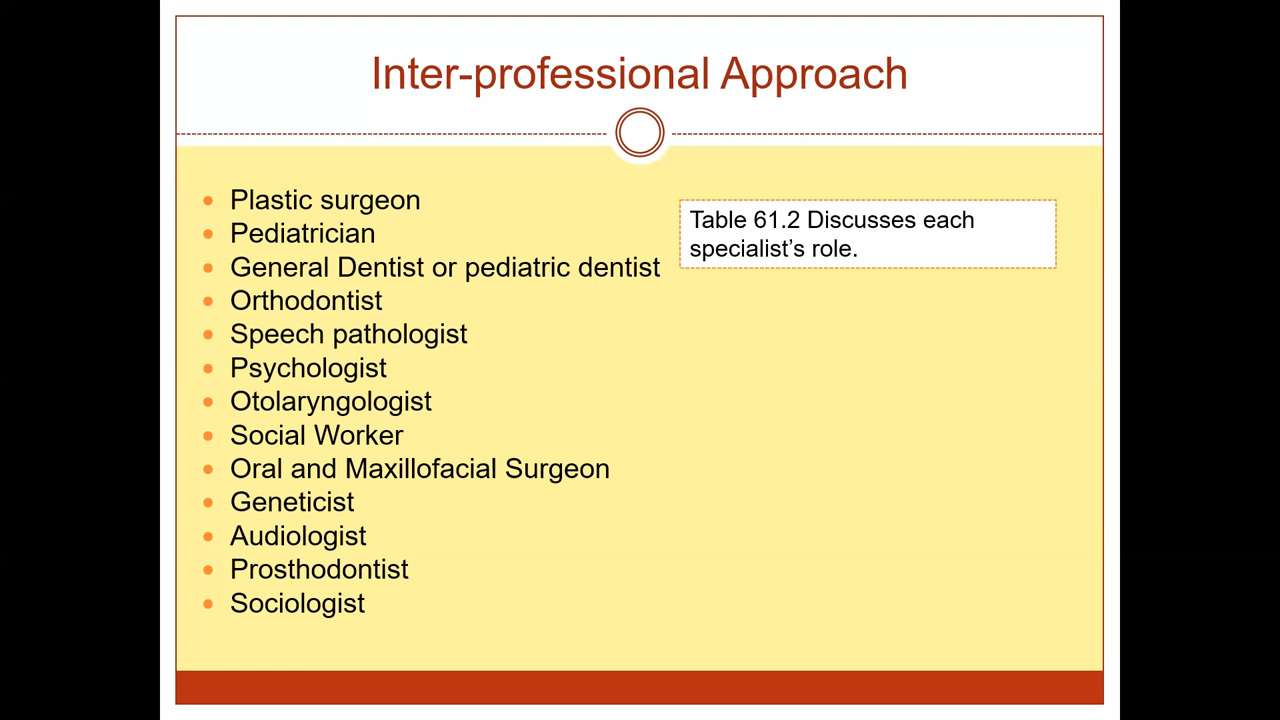 Inter-professional Approach
Plastic surgeon
Pediatrician
General Dentist or pediatric dentist
Orthodontist
Speech pathologist
Psychologist
Otolaryngologist
Social Worker
Oral and Maxillofacial Surgeon
Geneticist
Audiologist
Prosthodontist
Sociologist
Table 61.2 Discusses each
specialist’s role.